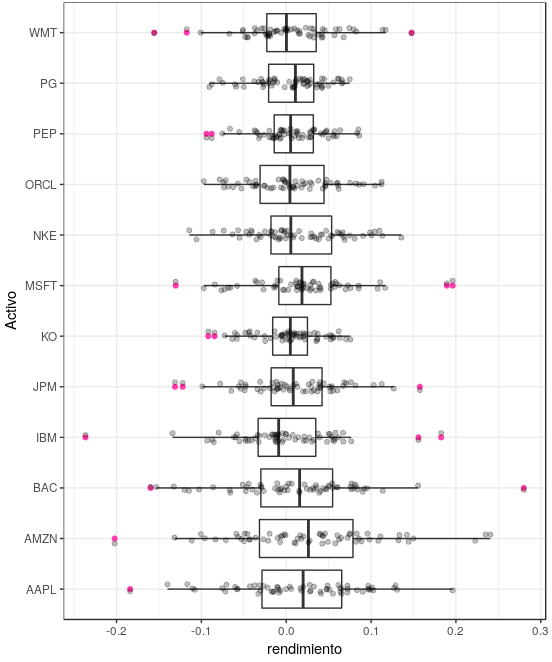 WMT
PG
PEP
ORCL
NKE
MSFT
KO
JPM
IBM
BAC
AMZN
AAPL
Activo
-0.2 -0.1 0.0 0.1 0.2 0.3
rendimiento